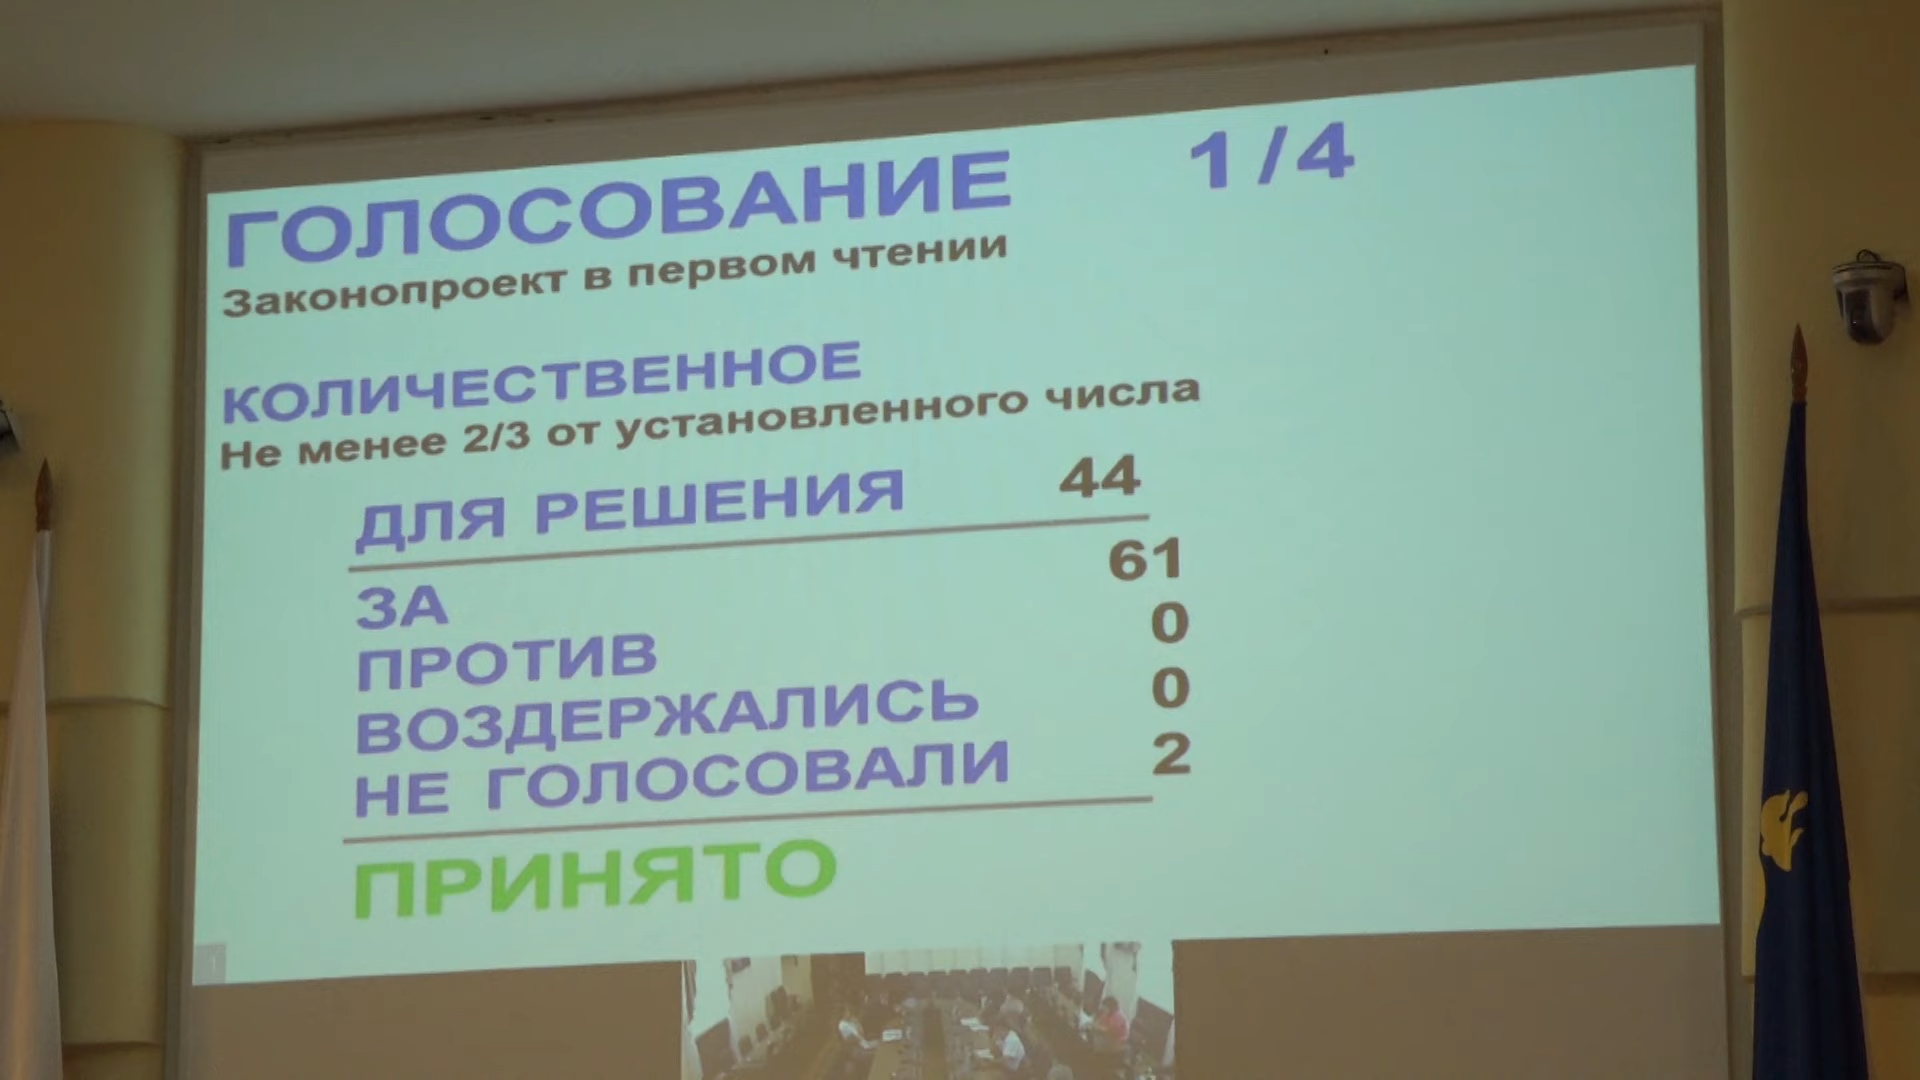 ГОЛОСОВАНИЕ 1/4
Законопроект в первом чтении
КОЛИЧЕСТВЕННОЕ
Не менее 2/3 от установленного числа
ДЛЯ РЕШЕНИЯ 44
ЗА 61
ПРОТИВ 0
ВОЗДЕРЖАЛИСЬ 0
НЕ ГОЛОСОВАЛИ 2
ПРИНЯТО
1